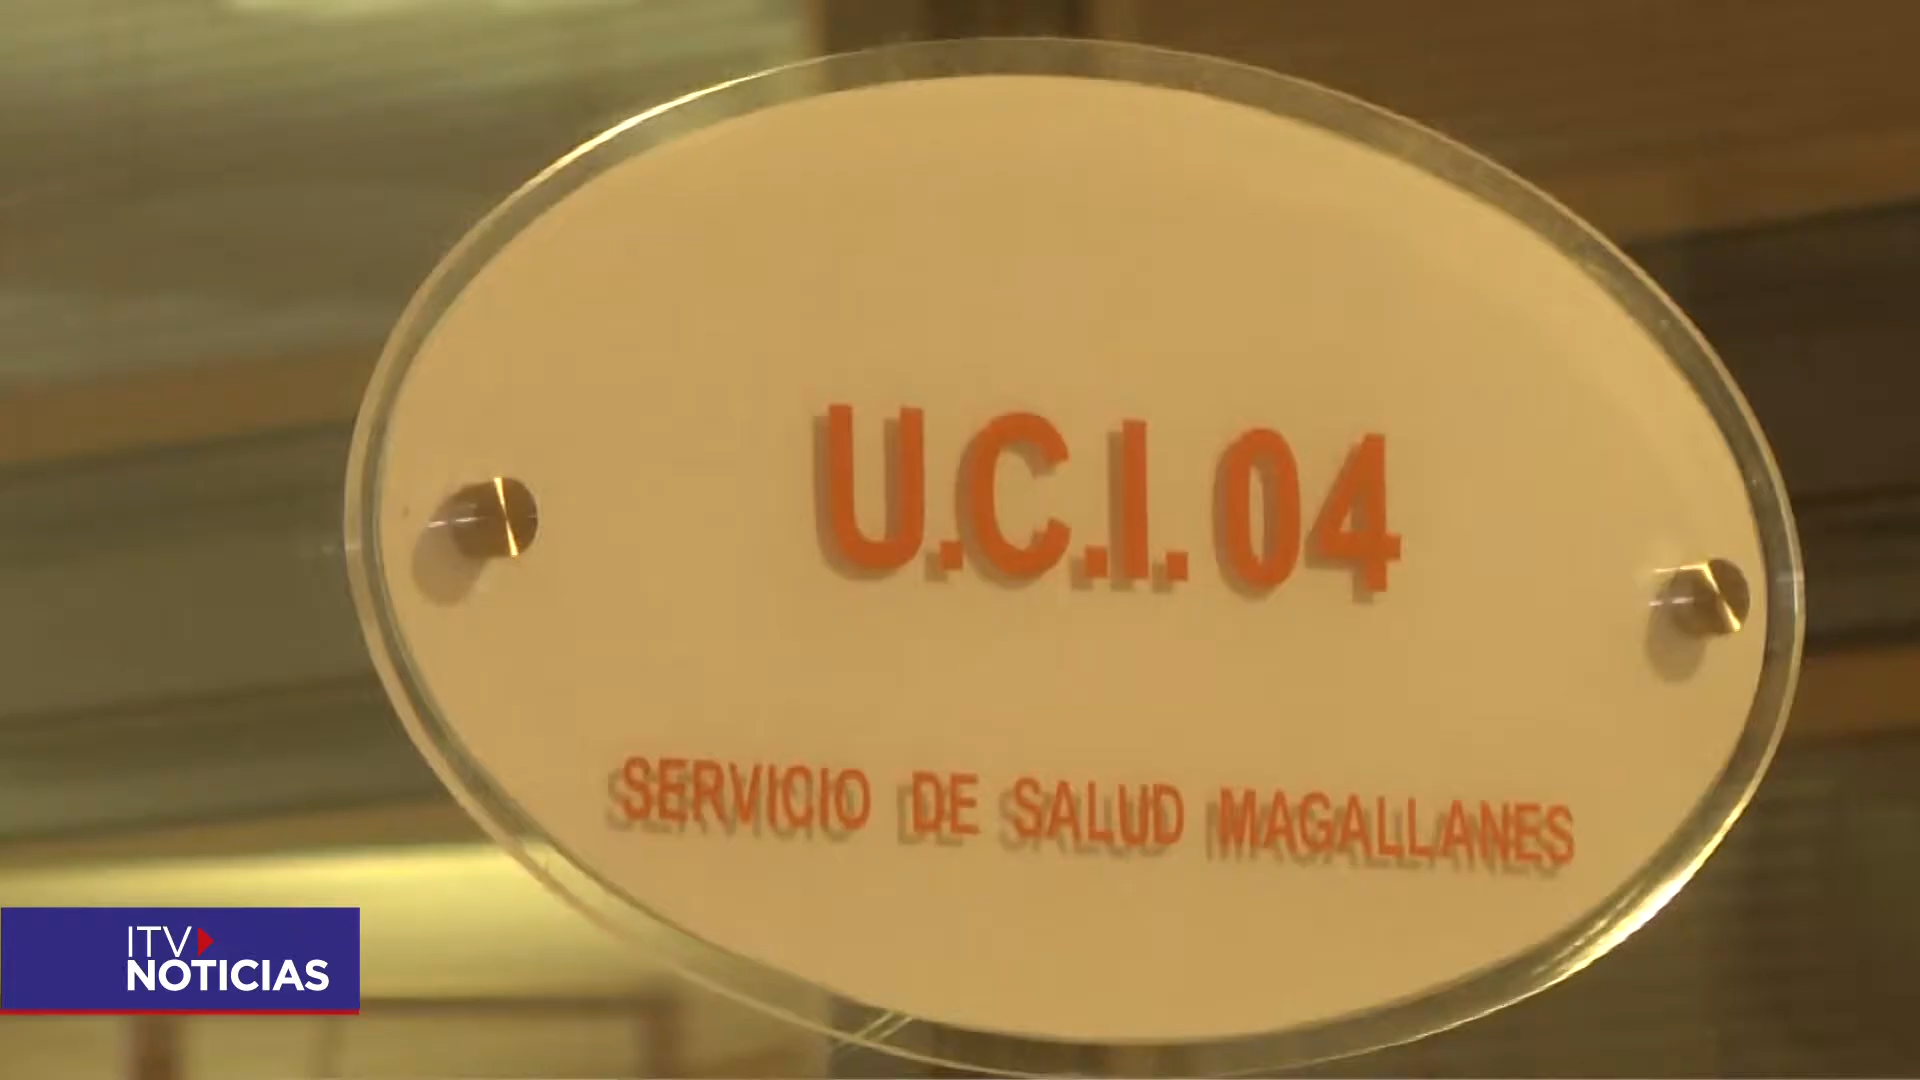 U.C.I. 04
SERVICIO DE SALUD MAGALLANES
ITV
NOTICIAS